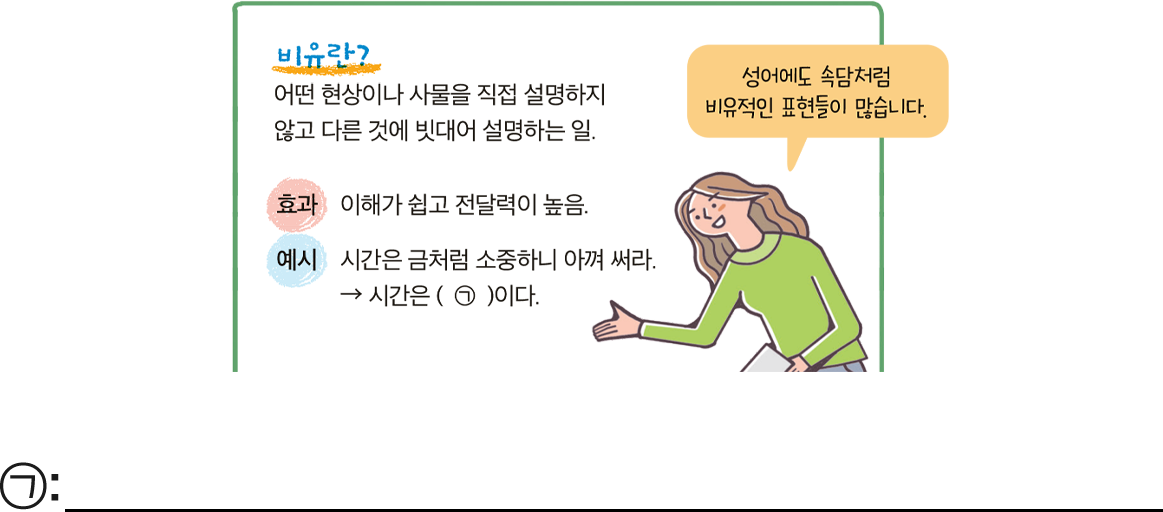 비유란?
어떤 현상이나 사물을 직접 설명하지
않고 다른 것에 빗대어 설명하는 일.
성어에도 속담처럼
비유적인 표현들이 많습니다.
효과 이해가 쉽고 전달력이 높음.
예시 시간은 금처럼 소중하니 아껴 써라.
→ 시간은 ( ㉠ )이다.
㉠: